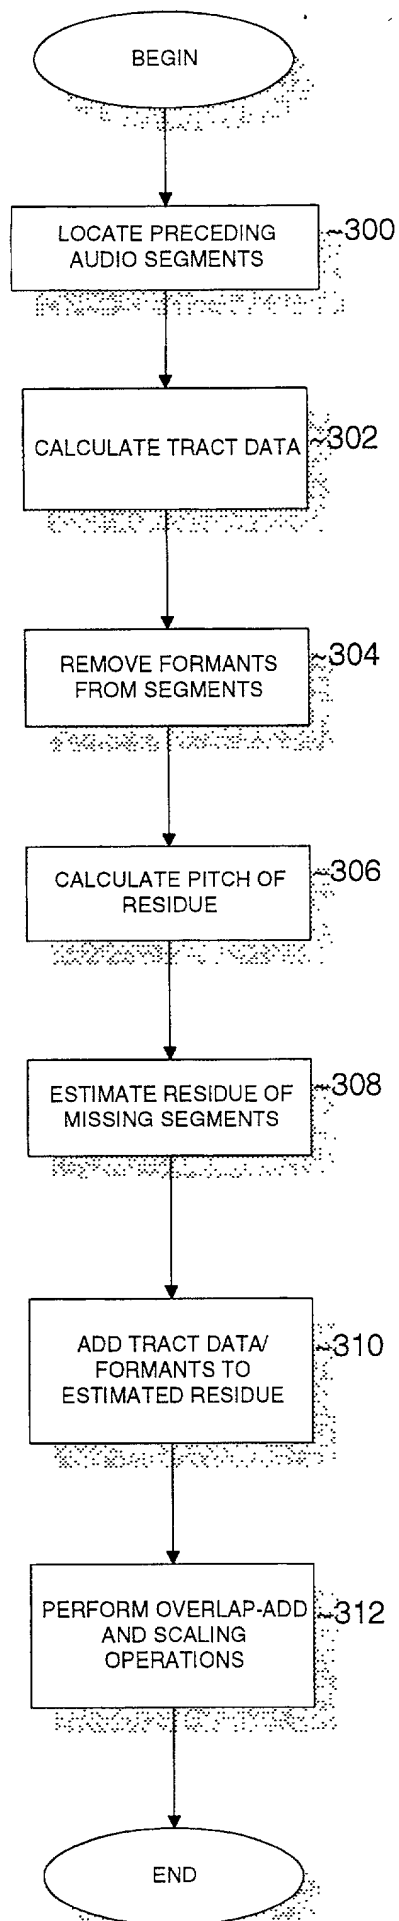 BEGIN
LOCATE PRECEDING
AUDIO SEGMENTS
~300
CALCULATE TRACT DATA
~302
REMOVE FORMANTS
FROM SEGMENTS
~304
CALCULATE PITCH OF
RESIDUE
~306
ESTIMATE RESIDUE OF
MISSING SEGMENTS
~308
ADD TRACT DATA/
FORMANTS TO
ESTIMATED RESIDUE
~310
PERFORM OVERLAP-ADD
AND SCALING
OPERATIONS
~312
END